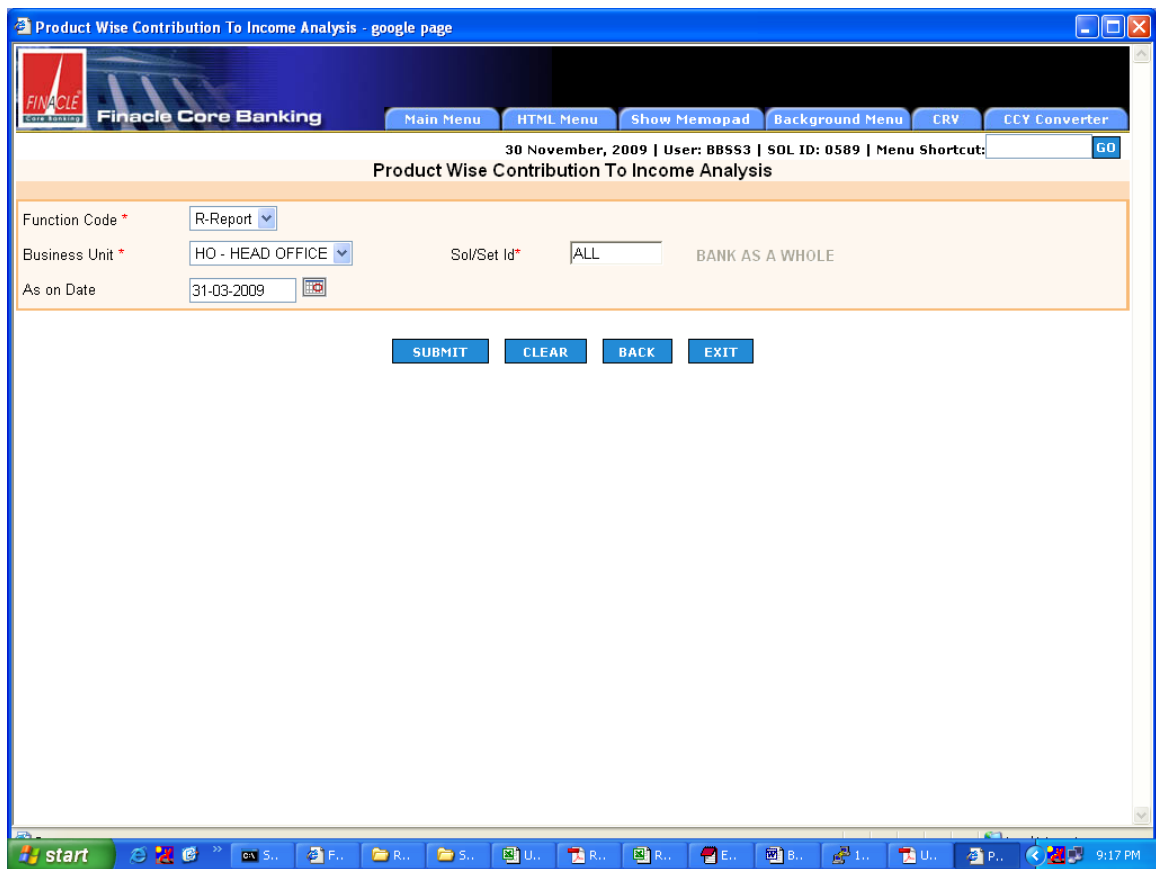 Product Wise Contribution To Income Analysis - google page
FINACLE
Core Banking
Finacle Core Banking
Main Menu HTML Menu Show Memopad Background Menu CRV CCY Converter
30 November, 2009 | User: BBSS3 | SOL ID: 0589 | Menu Shortcut: GO
Product Wise Contribution To Income Analysis
Function Code * R-Report
Business Unit * HO - HEAD OFFICE Sol/Set Id* ALL BANK AS A WHOLE
As on Date 31-03-2009
SUBMIT CLEAR BACK EXIT
start » S.. F.. R.. S.. U.. R.. R.. E.. B.. 1.. U.. P.. 9:17 PM